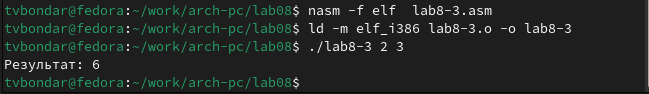 tvbondar@fedora:~/work/arch-pc/lab08$ nasm -f elf  lab8-3.asm
tvbondar@fedora:~/work/arch-pc/lab08$ ld -m elf_i386 lab8-3.o -o lab8-3
tvbondar@fedora:~/work/arch-pc/lab08$ ./lab8-3 2 3
Результат: 6
tvbondar@fedora:~/work/arch-pc/lab08$